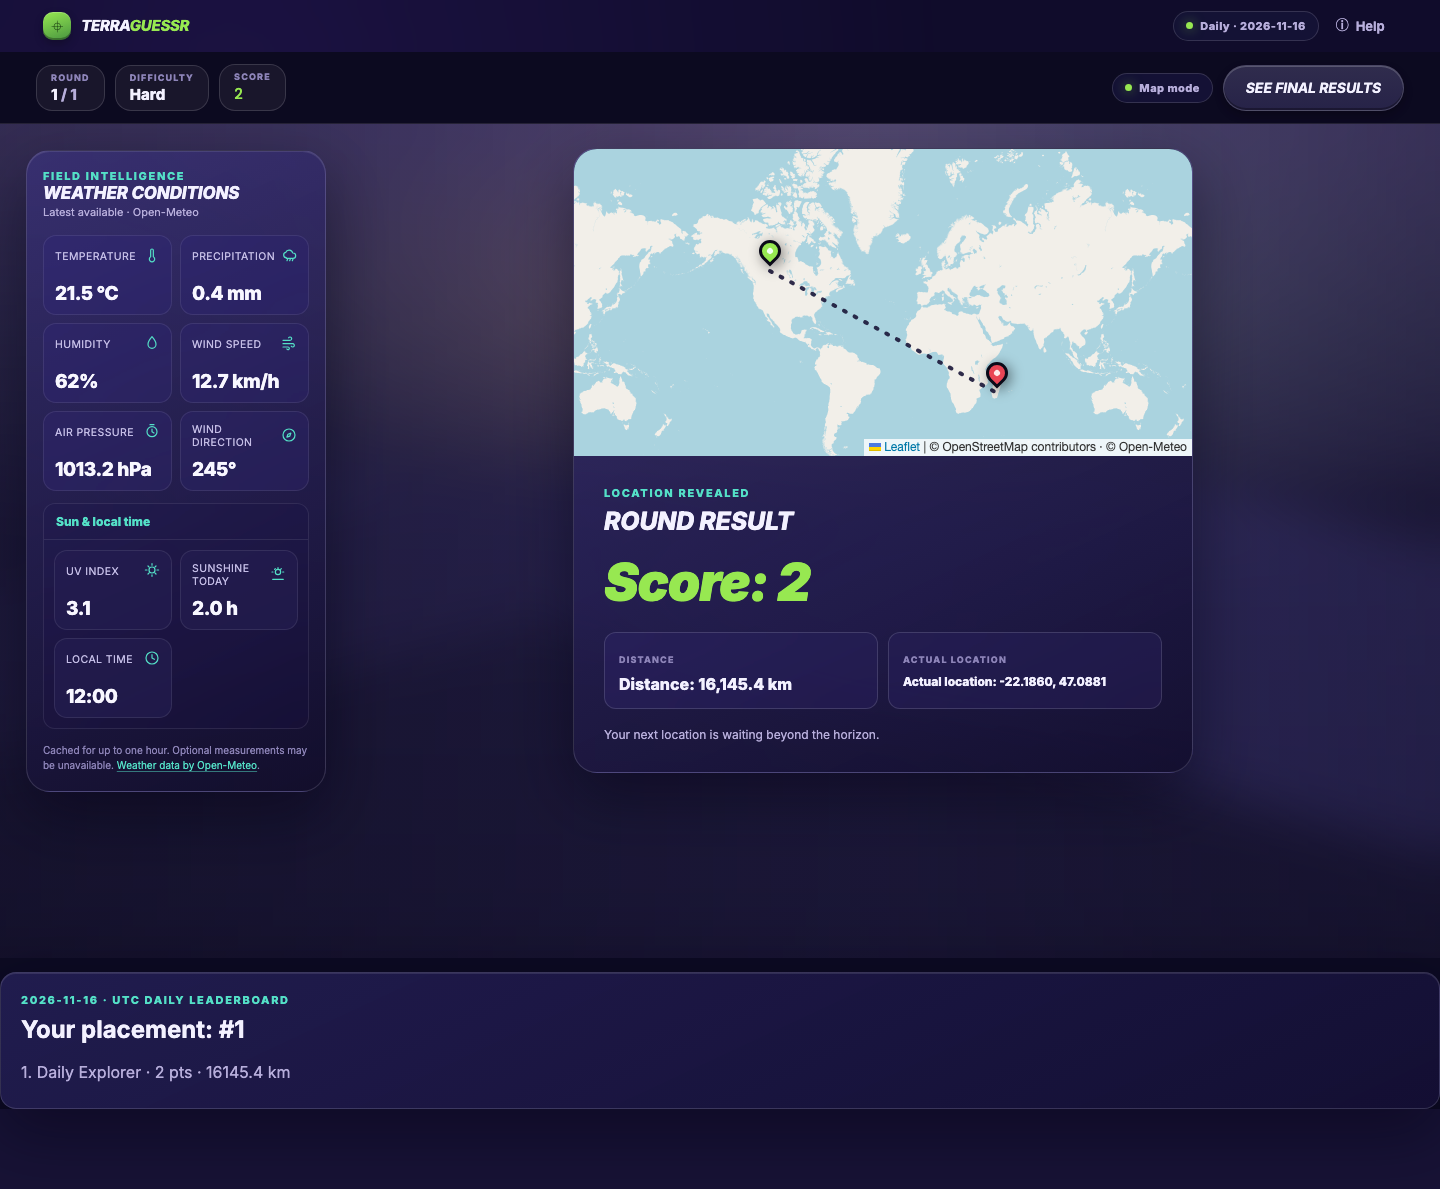 TERRAGUESSR
Daily · 2026-11-16
Help
ROUND
1 / 1
DIFFICULTY
Hard
SCORE
2
Map mode
SEE FINAL RESULTS
FIELD INTELLIGENCE
WEATHER CONDITIONS
Latest available · Open-Meteo
TEMPERATURE
21.5 °C
PRECIPITATION
0.4 mm
HUMIDITY
62%
WIND SPEED
12.7 km/h
AIR PRESSURE
1013.2 hPa
WIND
DIRECTION
245°
Sun & local time
UV INDEX
3.1
SUNSHINE
TODAY
2.0 h
LOCAL TIME
12:00
Cached for up to one hour. Optional measurements may
be unavailable. Weather data by Open-Meteo.
Leaflet | © OpenStreetMap contributors · © Open-Meteo
LOCATION REVEALED
ROUND RESULT
Score: 2
DISTANCE
Distance: 16,145.4 km
ACTUAL LOCATION
Actual location: -22.1860, 47.0881
Your next location is waiting beyond the horizon.
2026-11-16 · UTC DAILY LEADERBOARD
Your placement: #1
1. Daily Explorer · 2 pts · 16145.4 km